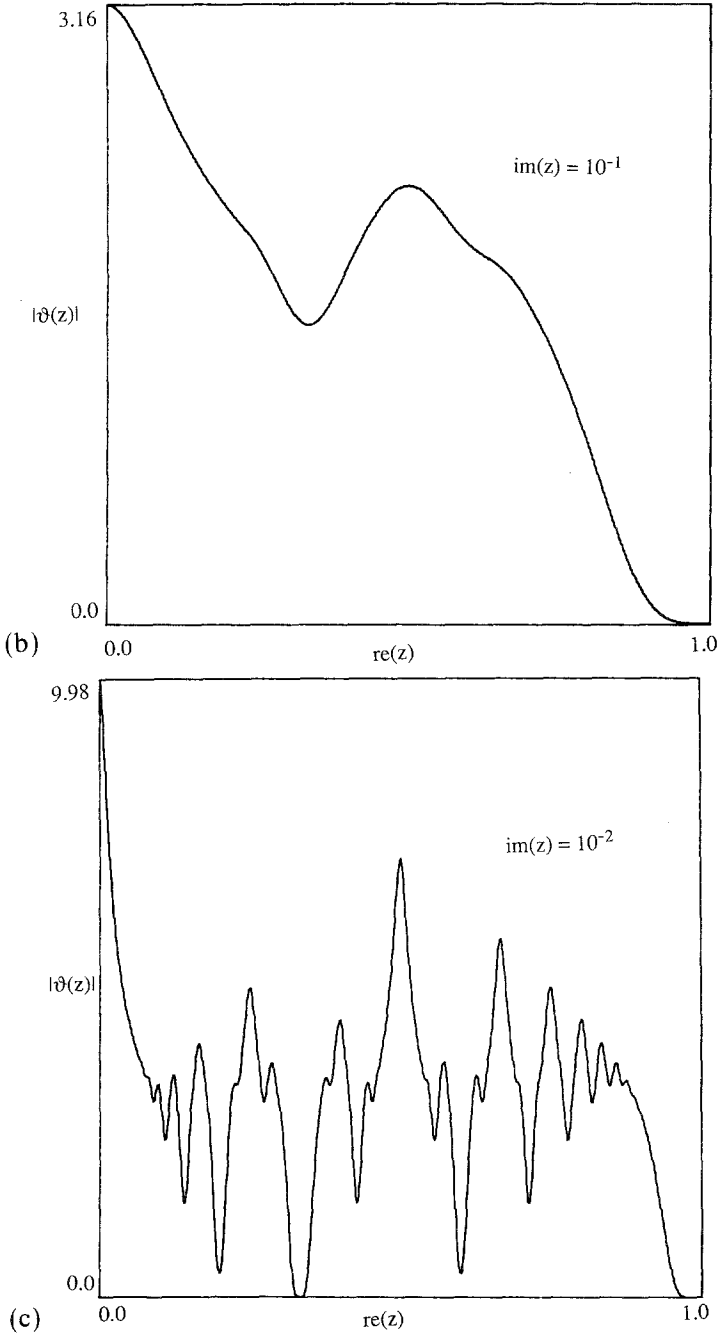 3.16
im(z) = 10⁻¹
|ϑ(z)|
0.0
(b)
0.0
re(z)
1.0
9.98
im(z) = 10⁻²
|ϑ(z)|
0.0
(c)
0.0
re(z)
1.0